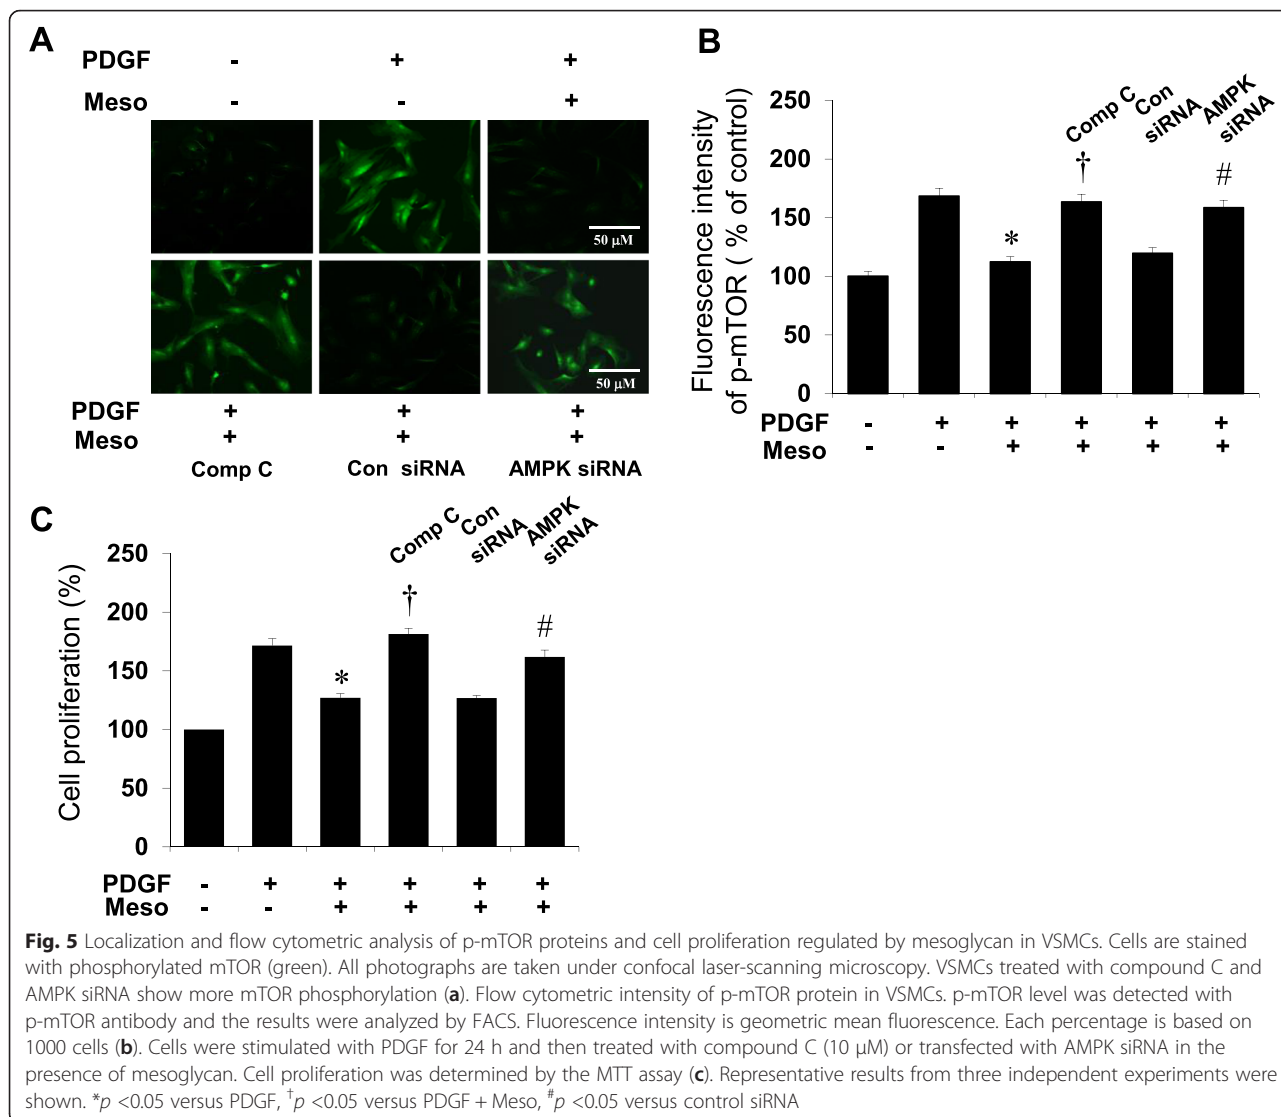 A
PDGF - + +
Meso - - +
50 µM
50 µM
PDGF + + +
Meso + + +
Comp C Con siRNA AMPK siRNA
B
Fluorescence intensity
of p-mTOR ( % of control)
250
200
150
100
50
0
Comp C
Con
siRNA
AMPK
siRNA
*
†
#
PDGF - + + + + +
Meso - - + + + +
C
Cell proliferation (%)
250
200
150
100
50
0
Comp C
Con
siRNA
AMPK
siRNA
*
†
#
PDGF - + + + + +
Meso - - + + + +
Fig. 5 Localization and flow cytometric analysis of p-mTOR proteins and cell proliferation regulated by mesoglycan in VSMCs. Cells are stained
with phosphorylated mTOR (green). All photographs are taken under confocal laser-scanning microscopy. VSMCs treated with compound C and
AMPK siRNA show more mTOR phosphorylation (a). Flow cytometric intensity of p-mTOR protein in VSMCs. p-mTOR level was detected with
p-mTOR antibody and the results were analyzed by FACS. Fluorescence intensity is geometric mean fluorescence. Each percentage is based on
1000 cells (b). Cells were stimulated with PDGF for 24 h and then treated with compound C (10 µM) or transfected with AMPK siRNA in the
presence of mesoglycan. Cell proliferation was determined by the MTT assay (c). Representative results from three independent experiments were
shown. *p <0.05 versus PDGF, †p <0.05 versus PDGF + Meso, #p <0.05 versus control siRNA